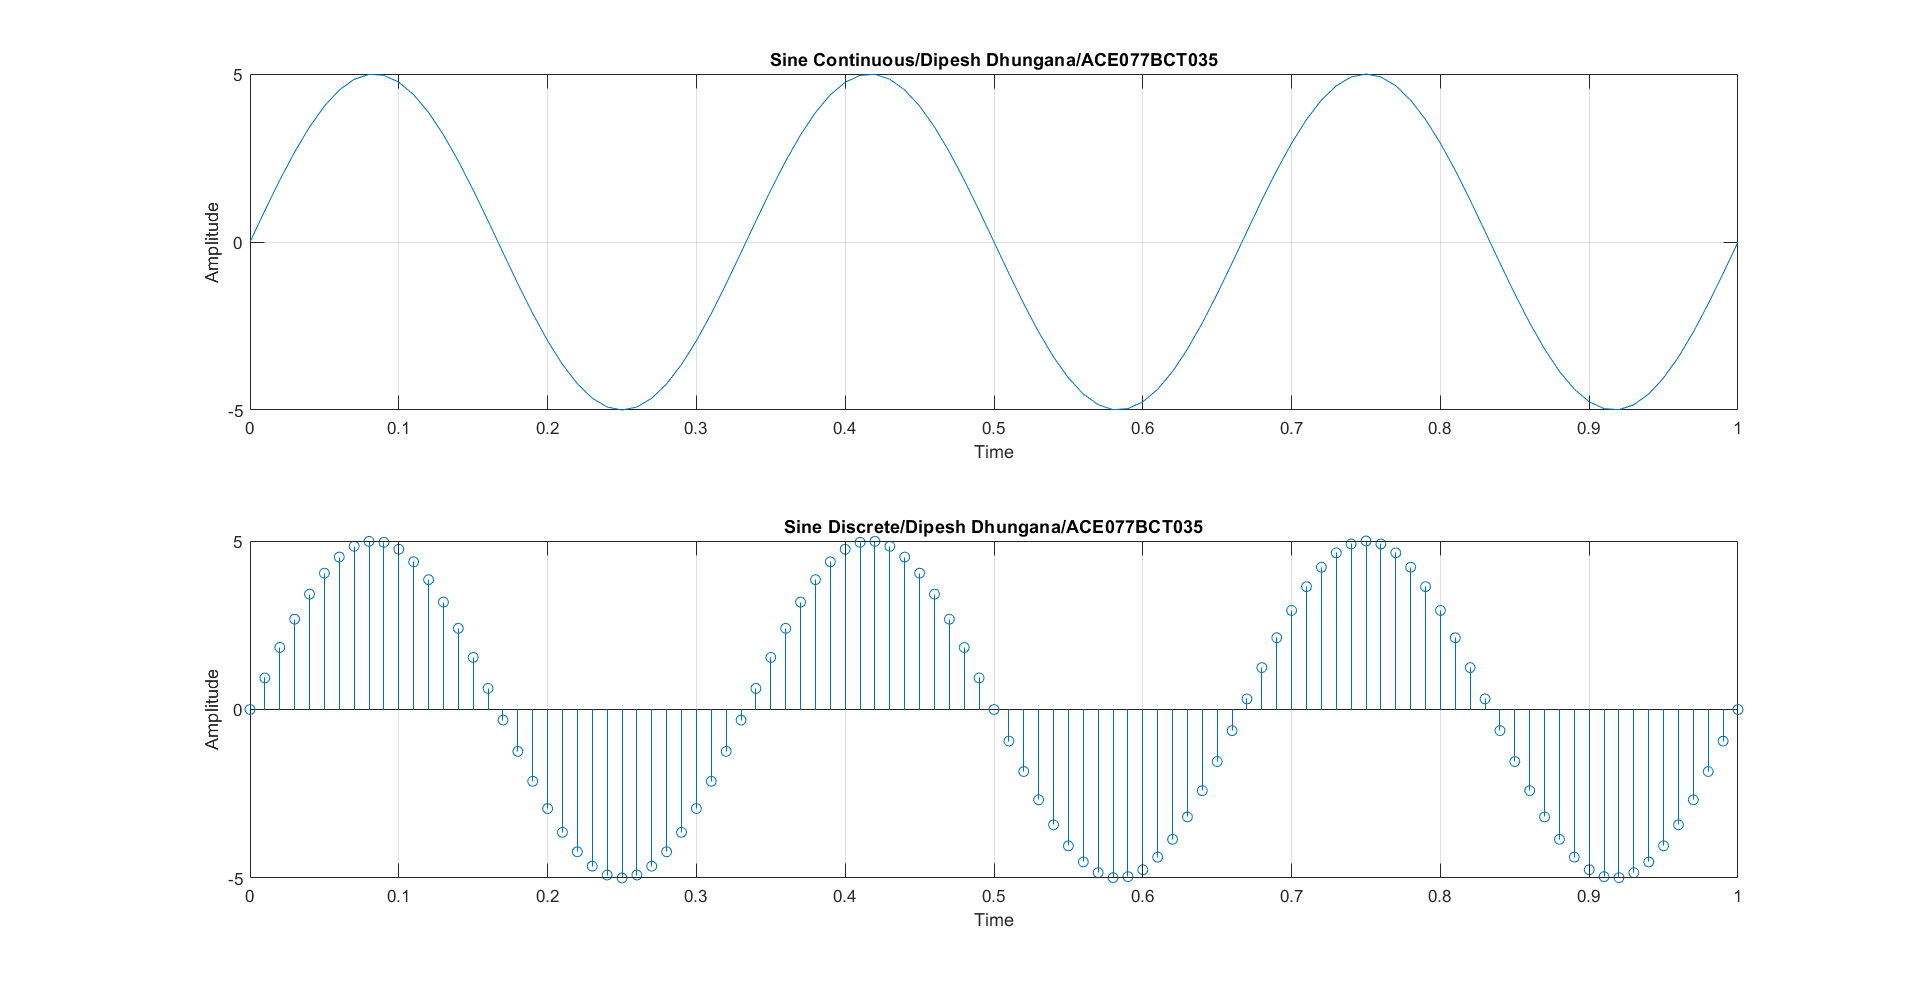 Sine Continuous/Dipesh Dhungana/ACE077BCT035
5
0
-5
Amplitude
0 0.1 0.2 0.3 0.4 0.5 0.6 0.7 0.8 0.9 1
Time
Sine Discrete/Dipesh Dhungana/ACE077BCT035
5
0
-5
Amplitude
0 0.1 0.2 0.3 0.4 0.5 0.6 0.7 0.8 0.9 1
Time